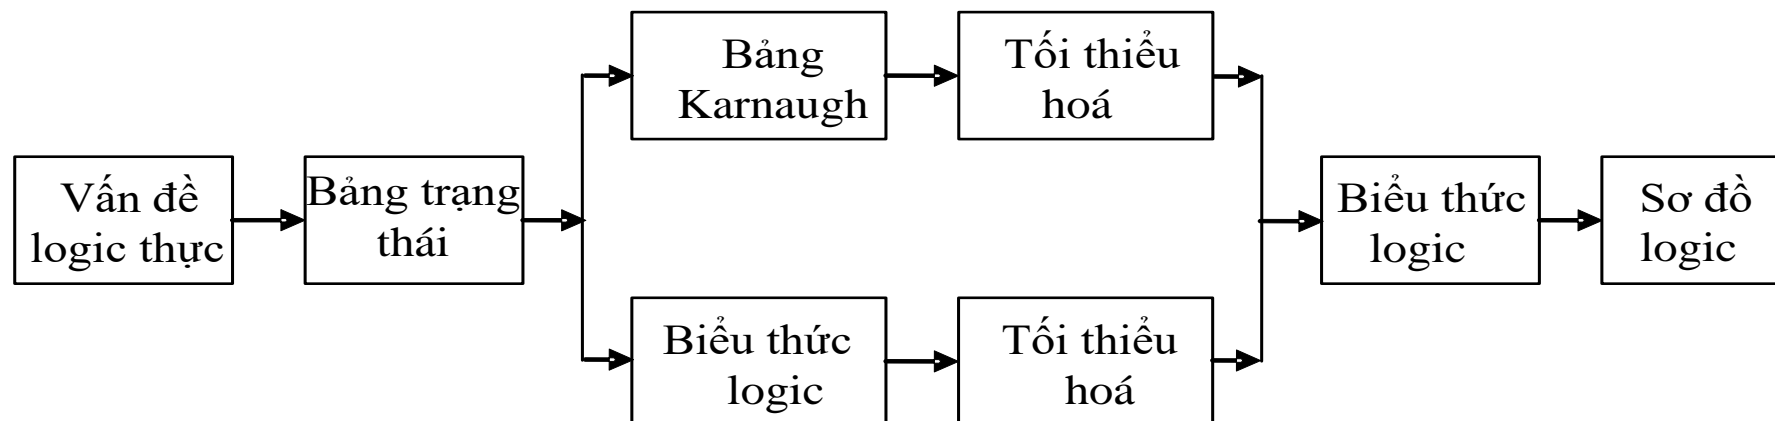 Vấn đề
logic thực
Bảng trạng
thái
Bảng
Karnaugh
Tối thiểu
hoá
Biểu thức
logic
Tối thiểu
hoá
Biểu thức
logic
Sơ đồ
logic